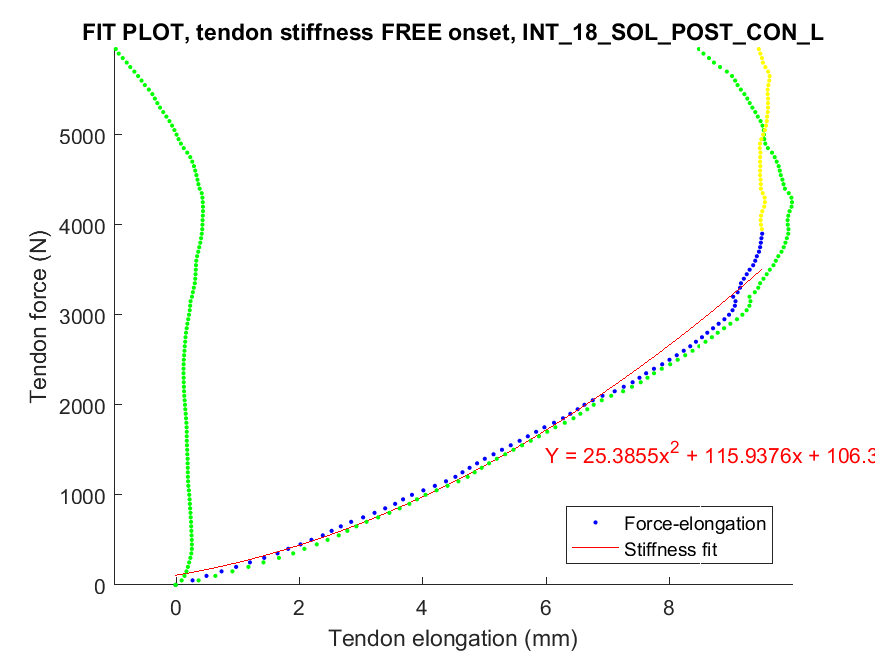 FIT PLOT, tendon stiffness FREE onset, INT_18_SOL_POST_CON_L
5000
4000
3000
2000
1000
0
Tendon force (N)
Y = 25.3855x² + 115.9376x + 106.3
Force-elongation
Stiffness fit
0 2 4 6 8
Tendon elongation (mm)